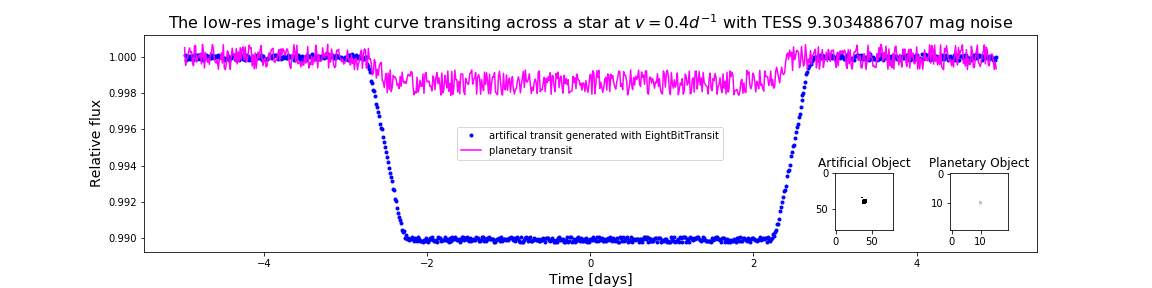 The low-res image's light curve transiting across a star at v = 0.4d⁻¹ with TESS 9.3034886707 mag noise
Relative flux
1.000
0.998
0.996
0.994
0.992
0.990
artifical transit generated with EightBitTransit
planetary transit
Artificial Object
0
50
0
50
Planetary Object
0
10
0
10
−4
−2
0
2
4
Time [days]